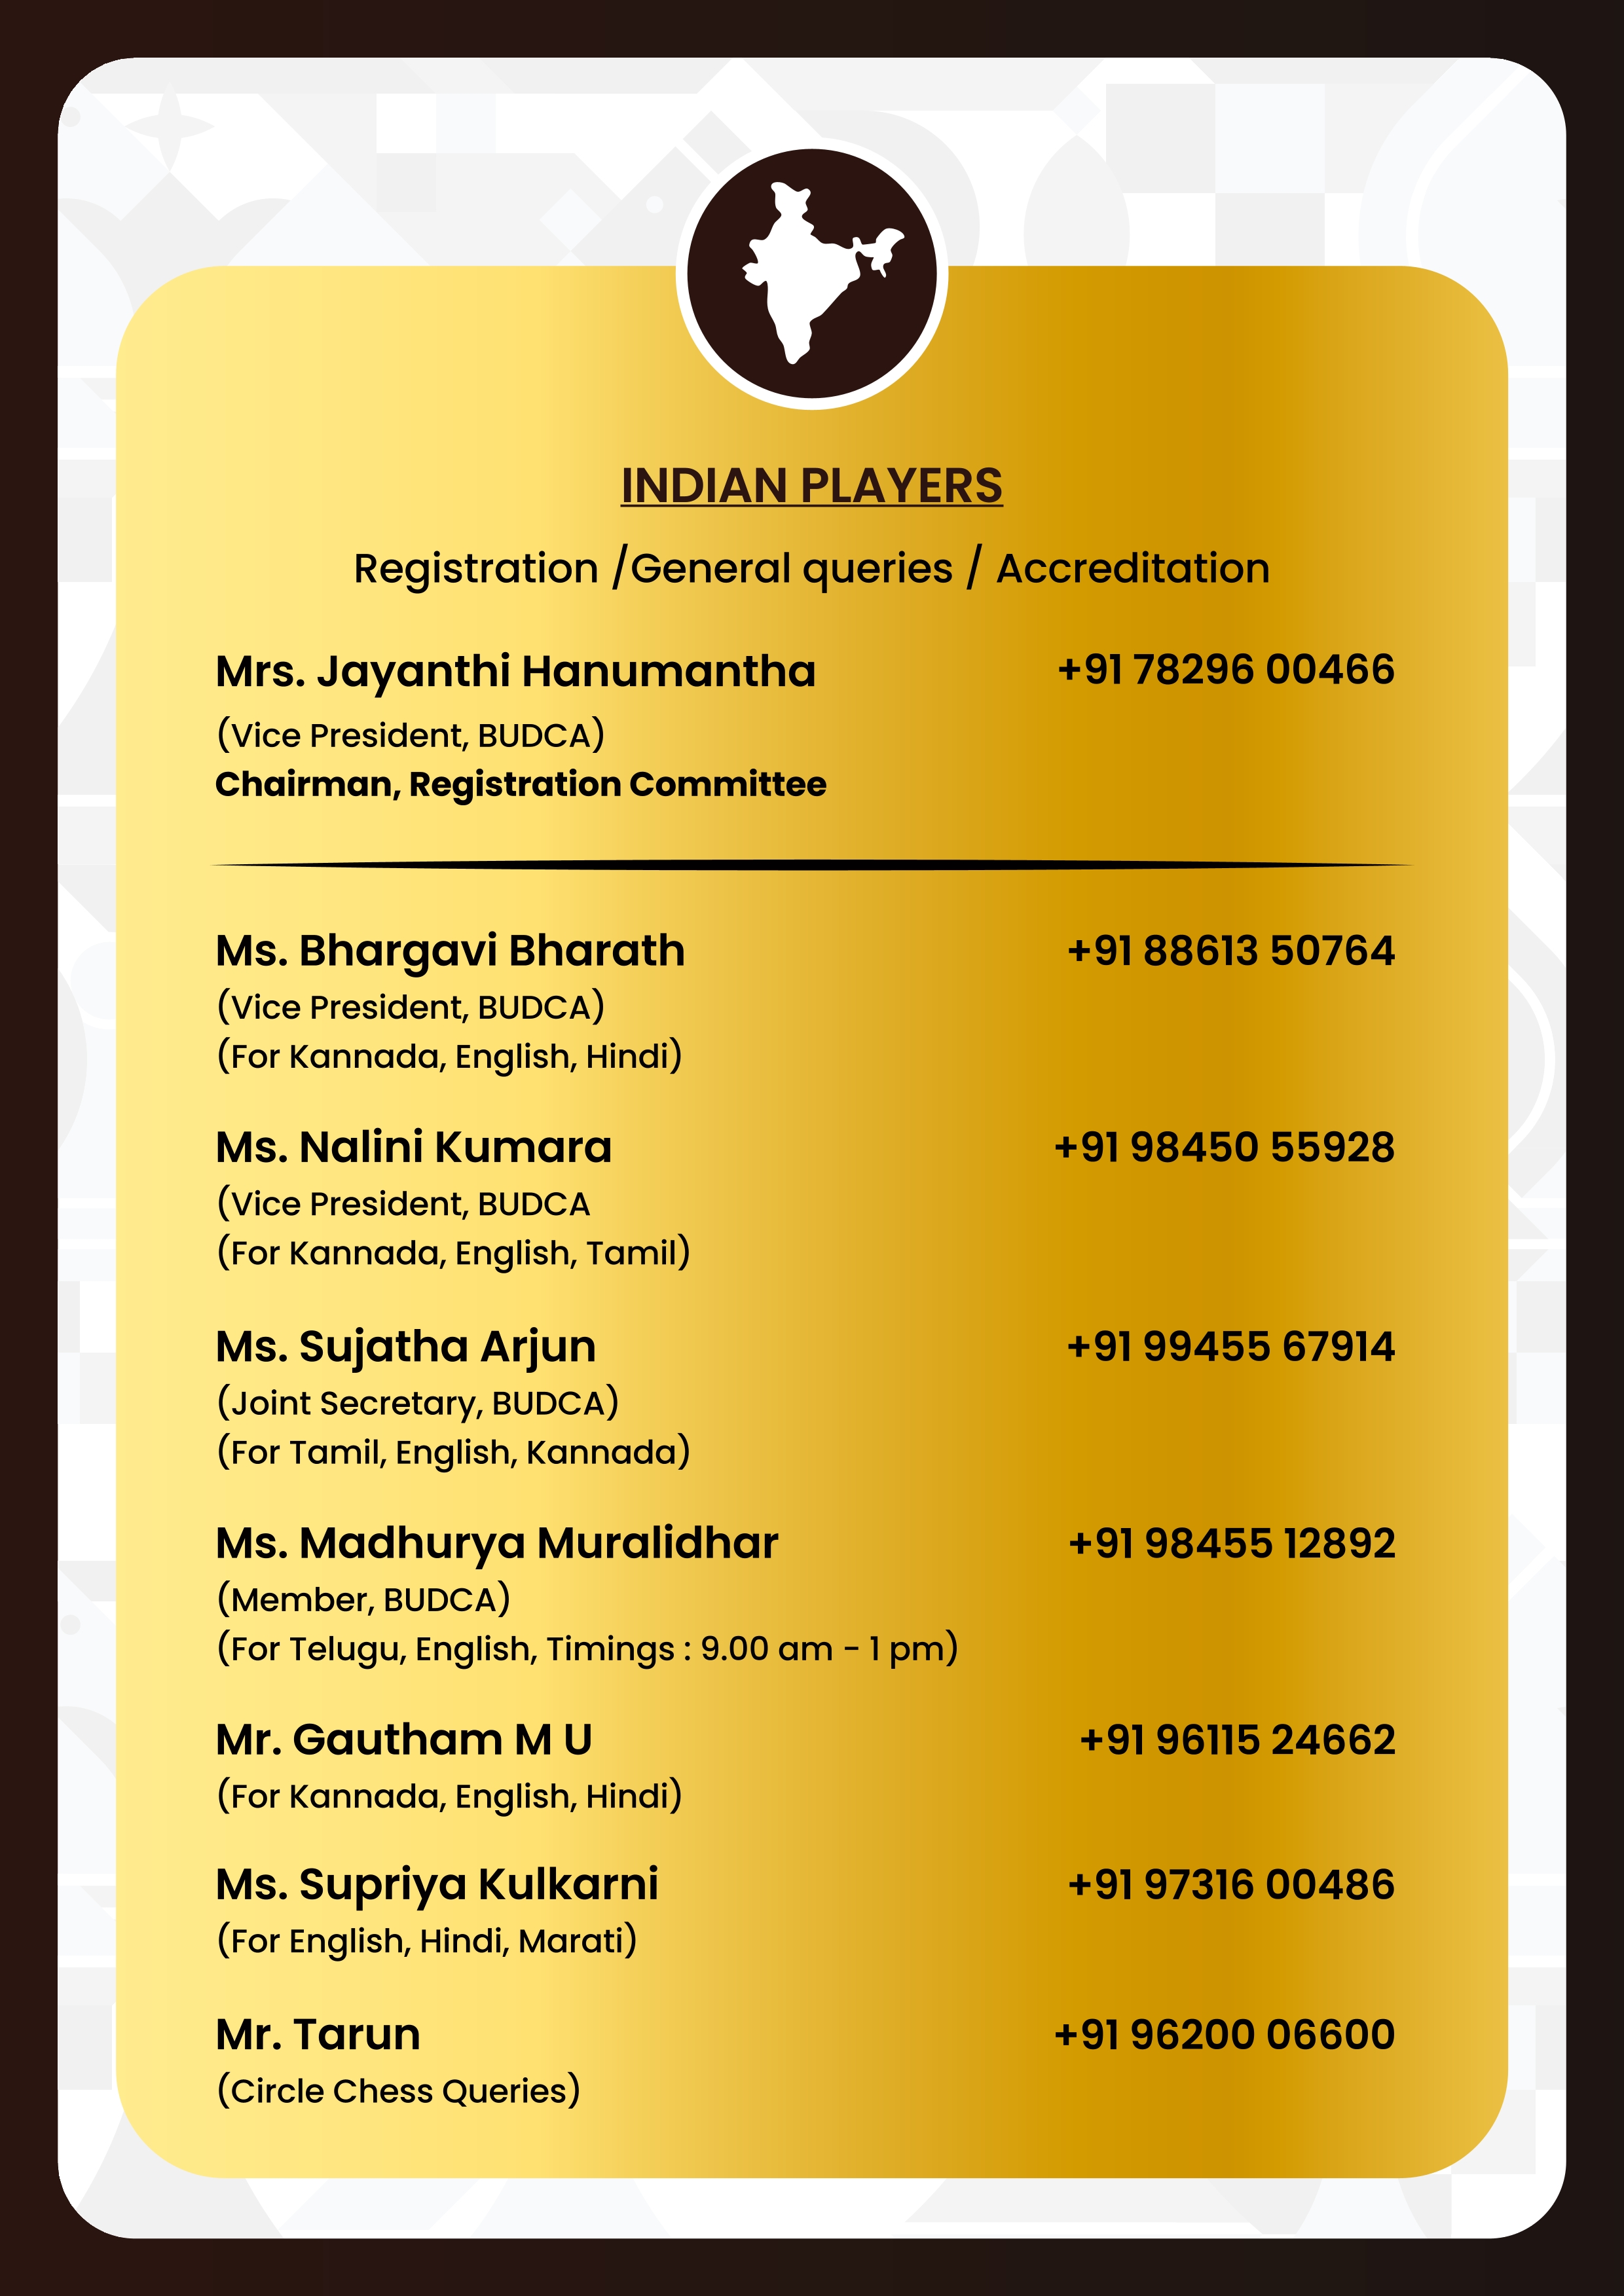 INDIAN PLAYERS
Registration /General queries / Accreditation
Mrs. Jayanthi Hanumantha +91 78296 00466
(Vice President, BUDCA)
Chairman, Registration Committee
Ms. Bhargavi Bharath +91 88613 50764
(Vice President, BUDCA)
(For Kannada, English, Hindi)
Ms. Nalini Kumara +91 98450 55928
(Vice President, BUDCA
(For Kannada, English, Tamil)
Ms. Sujatha Arjun +91 99455 67914
(Joint Secretary, BUDCA)
(For Tamil, English, Kannada)
Ms. Madhurya Muralidhar +91 98455 12892
(Member, BUDCA)
(For Telugu, English, Timings : 9.00 am - 1 pm)
Mr. Gautham M U +91 96115 24662
(For Kannada, English, Hindi)
Ms. Supriya Kulkarni +91 97316 00486
(For English, Hindi, Marati)
Mr. Tarun +91 96200 06600
(Circle Chess Queries)